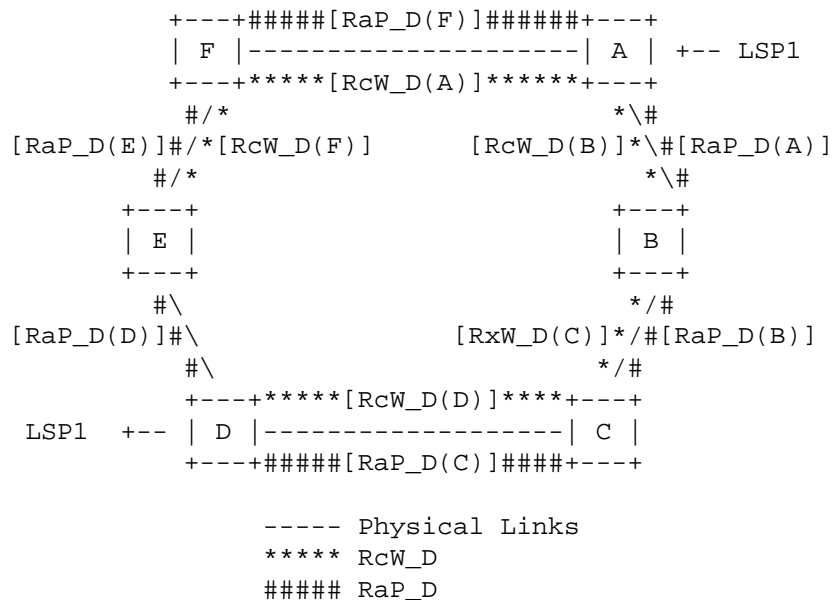 +---+#####[RaP_D(F)]######+---+
          | F |---------------------| A | +-- LSP1
          +---+*****[RcW_D(A)]******+---+
           #/*                        *\#
[RaP_D(E)]#/*[RcW_D(F)]      [RcW_D(B)]*\#[RaP_D(A)]
         #/*                            *\#
       +---+                          +---+
       | E |                          | B |
       +---+                          +---+
         #\                            */#
[RaP_D(D)]#\                [RxW_D(C)]*/#[RaP_D(B)]
           #\                        */#
           +---+*****[RcW_D(D)]****+---+
 LSP1  +-- | D |-------------------| C |
           +---+#####[RaP_D(C)]####+---+
                ----- Physical Links
                ***** RcW_D
                ##### RaP_D